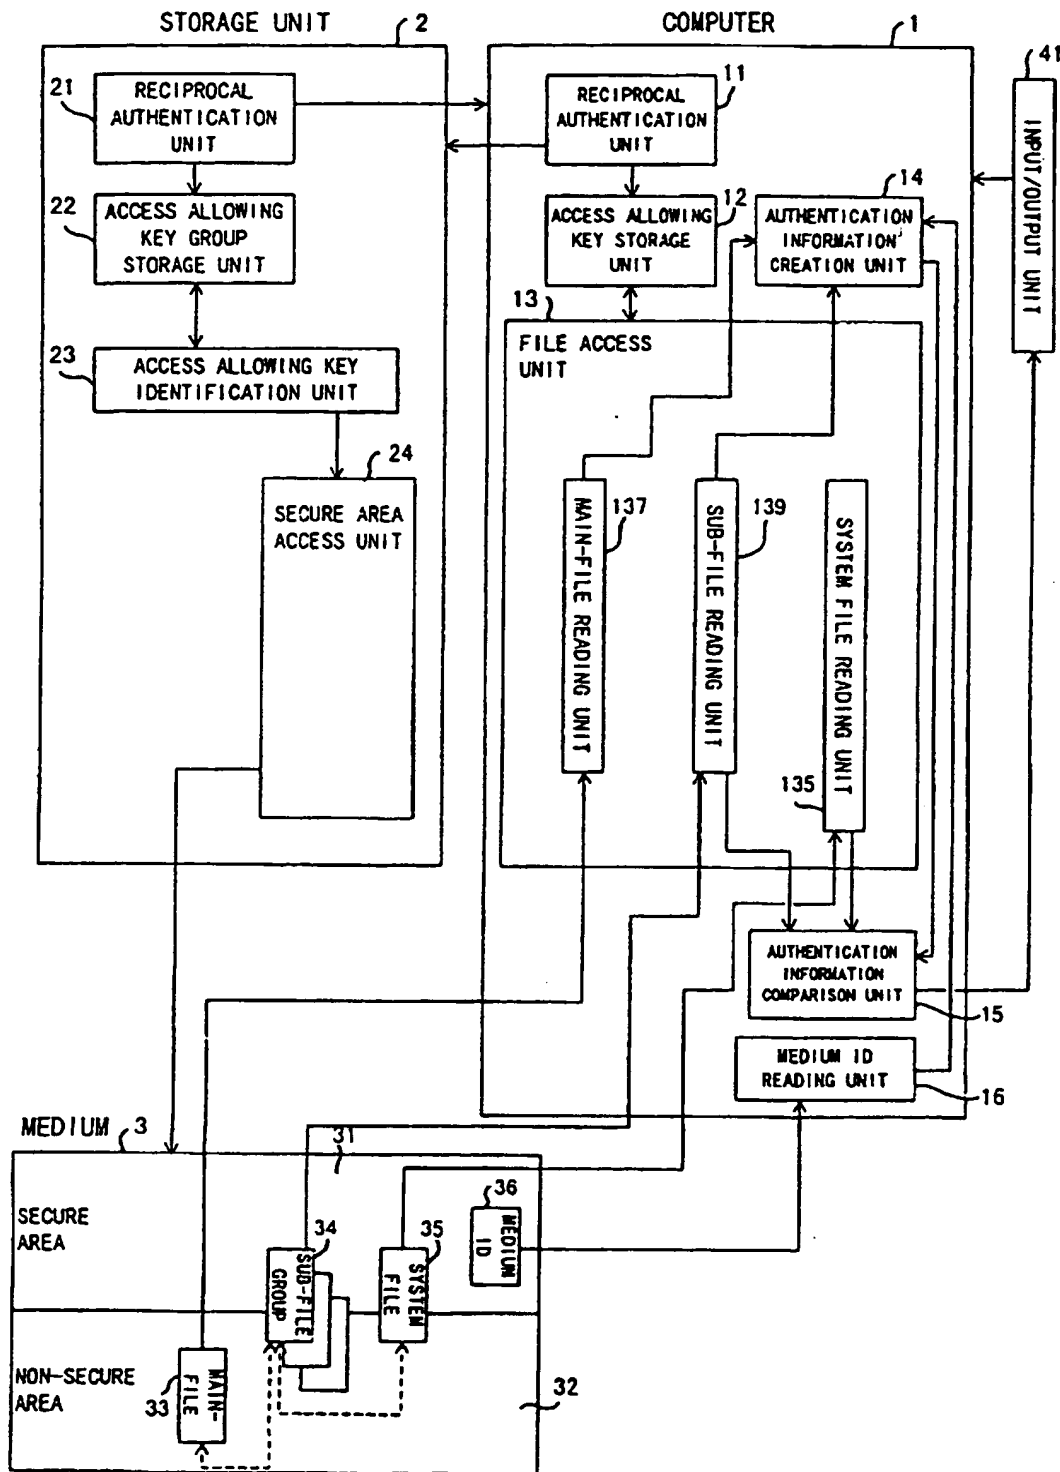 STORAGE UNIT
2
COMPUTER
1
41
21
RECIPROCAL
AUTHENTICATION
UNIT
RECIPROCAL
AUTHENTICATION
UNIT
11
INPUT/OUTPUT UNIT
22
ACCESS ALLOWING
KEY GROUP
STORAGE UNIT
ACCESS ALLOWING
KEY STORAGE
UNIT
12
14
AUTHENTICATION
INFORMATION
CREATION UNIT
13
FILE ACCESS
UNIT
23
ACCESS ALLOWING KEY
IDENTIFICATION UNIT
24
SECURE AREA
ACCESS UNIT
MAIN-FILE READING UNIT
137
SUB-FILE READING UNIT
139
SYSTEM FILE READING UNIT
135
AUTHENTICATION
INFORMATION
COMPARISON UNIT
15
MEDIUM ID
READING UNIT
16
MEDIUM
3
31
SECURE
AREA
34
SUB-FILE
GROUP
35
SYSTEM
FILE
36
MEDIUM
ID
NON-SECURE
AREA
33
MAIN-
FILE
32